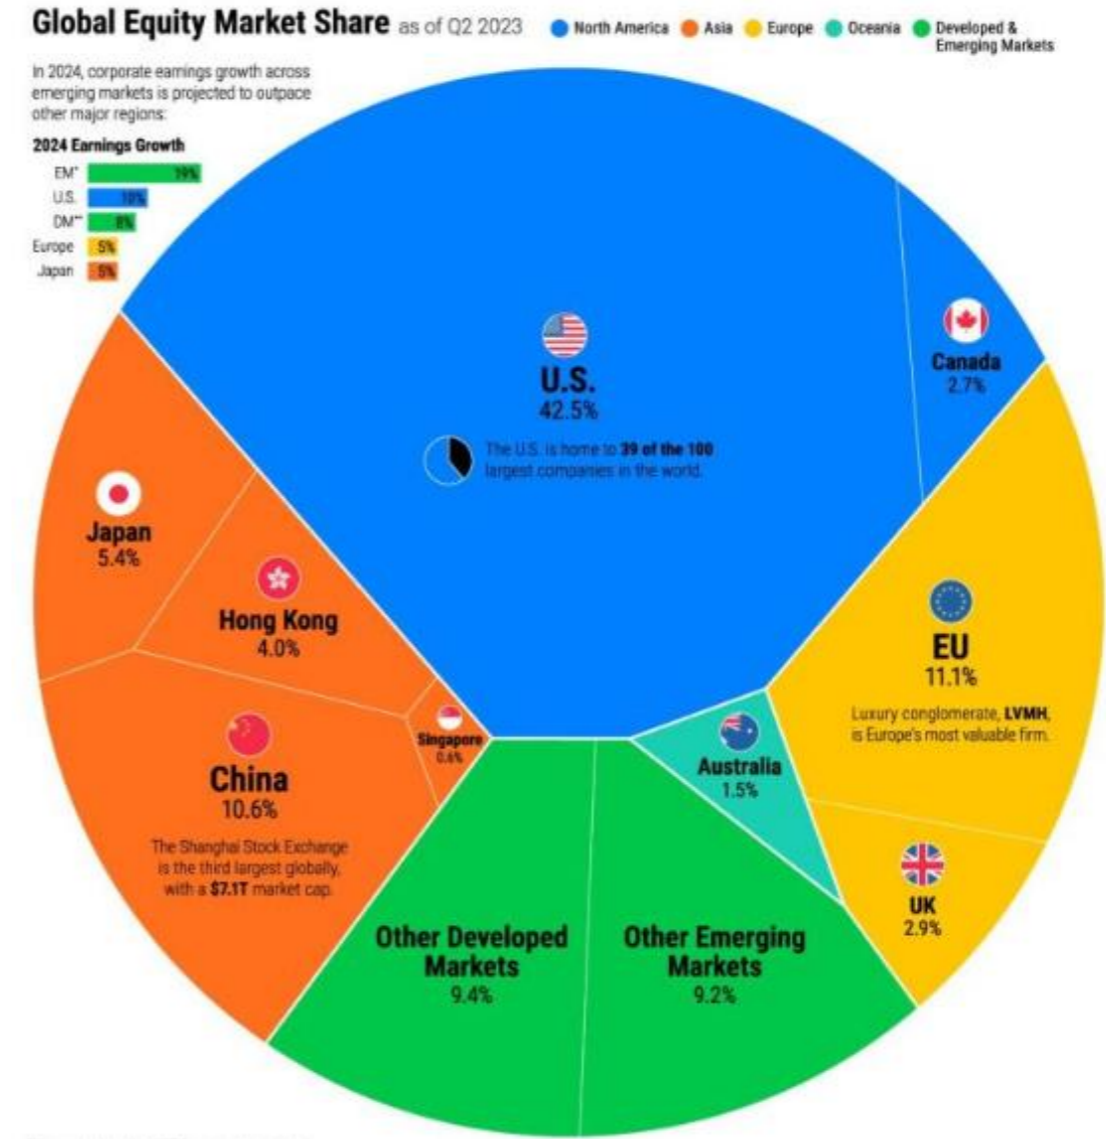 Global Equity Market Share as of Q2 2023
North America
Asia
Europe
Oceania
Developed &
Emerging Markets
In 2024, corporate earnings growth across
emerging markets is projected to outpace
other major regions:
2024 Earnings Growth
EM* 19%
U.S. 10%
DM** 8%
Europe 5%
Japan 5%
U.S.
42.5%
The U.S. is home to 39 of the 100
largest companies in the world.
Canada
2.7%
Japan
5.4%
Hong Kong
4.0%
Singapore
0.6%
China
10.6%
The Shanghai Stock Exchange
is the third largest globally,
with a $7.1T market cap.
EU
11.1%
Luxury conglomerate, LVMH,
is Europe's most valuable firm.
Australia
1.5%
UK
2.9%
Other Developed
Markets
9.4%
Other Emerging
Markets
9.2%